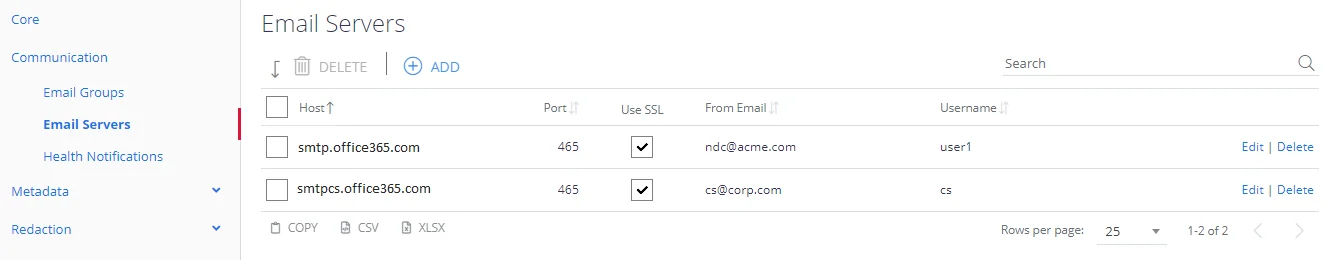 Core
Communication
Email Groups
Email Servers
Health Notifications
Metadata
Redaction
Email Servers
DELETE ADD
Search
Host Port Use SSL From Email Username
smtp.office365.com 465 ndc@acme.com user1 Edit | Delete
smtpcs.office365.com 465 cs@corp.com cs Edit | Delete
COPY CSV XLSX
Rows per page: 25 1-2 of 2